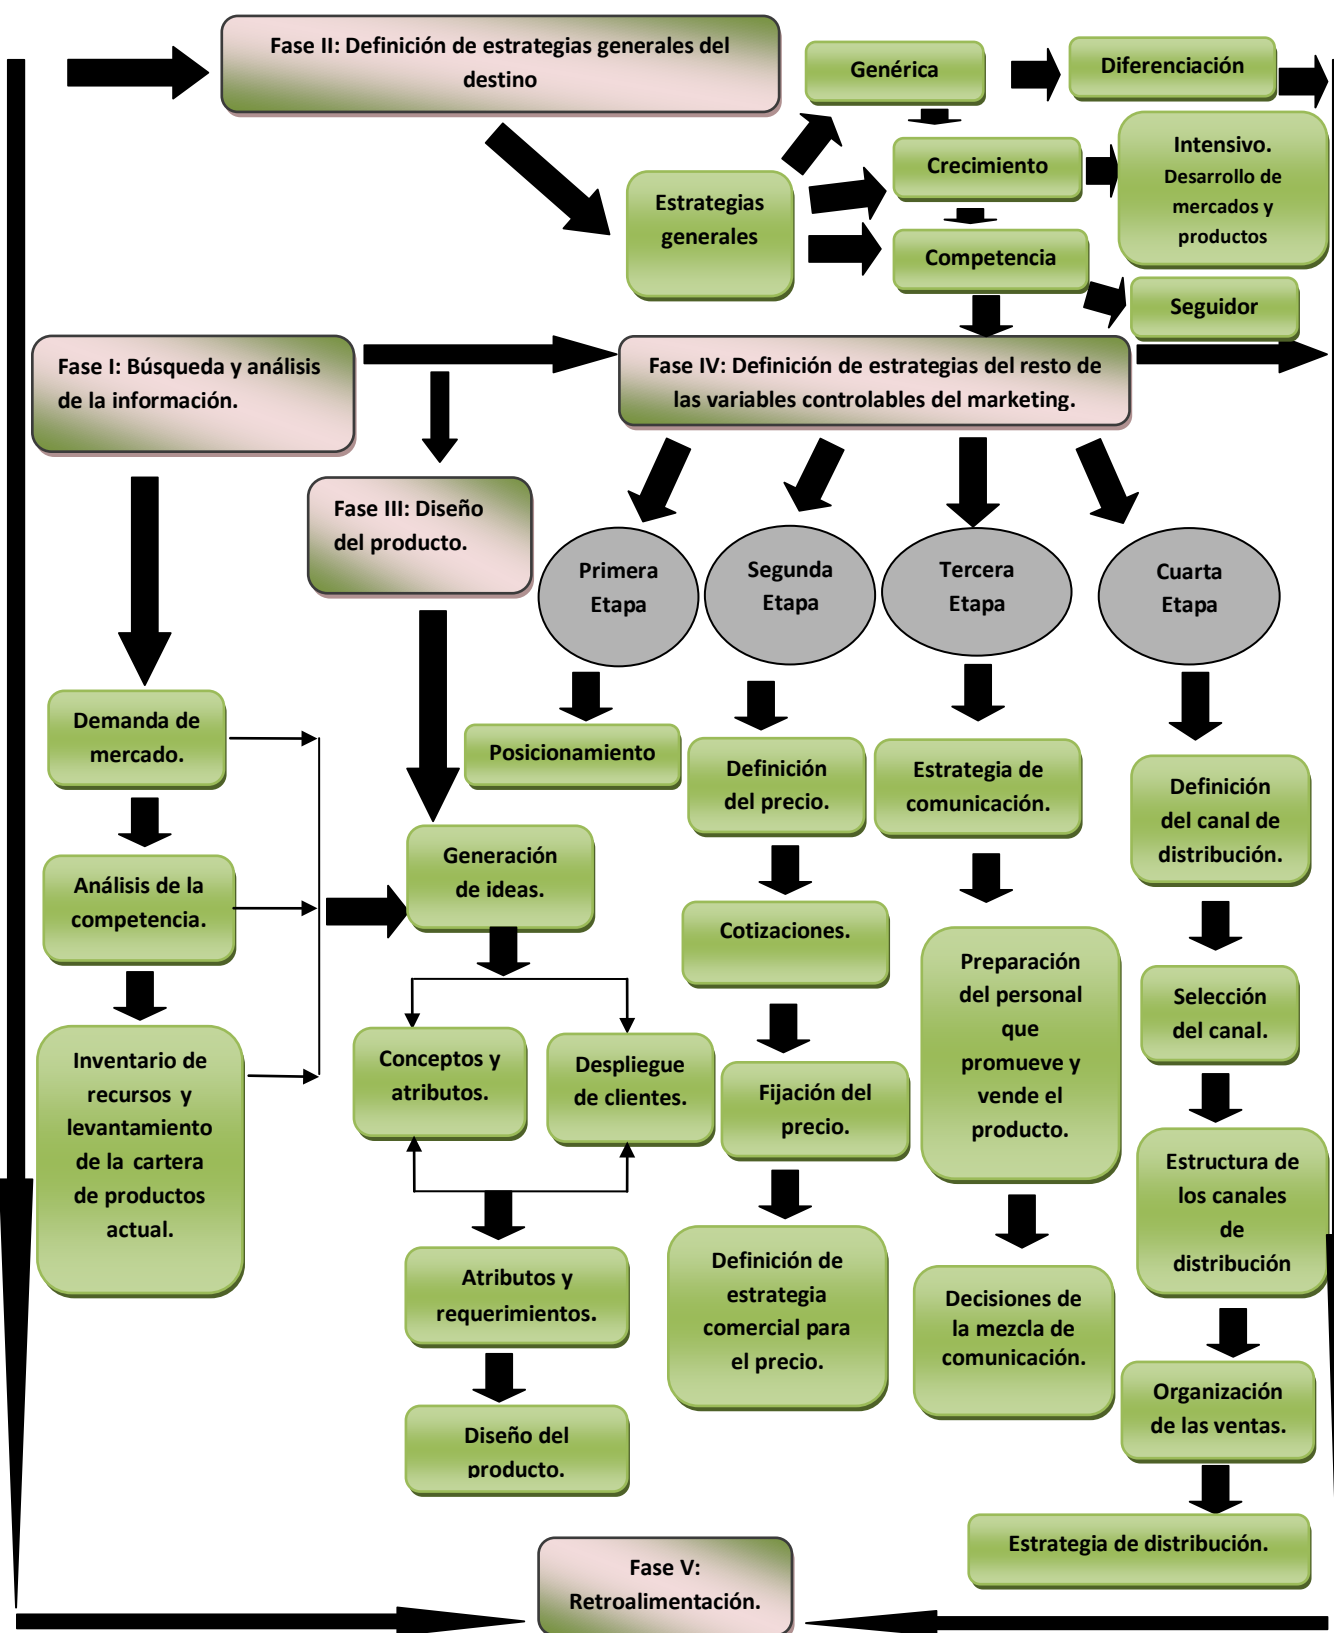 Fase II: Definición de estrategias generales del
destino
Genérica
Diferenciación
Crecimiento
Intensivo.
Desarrollo de
mercados y
productos
Estrategias
generales
Competencia
Seguidor
Fase I: Búsqueda y análisis
de la información.
Fase IV: Definición de estrategias del resto de
las variables controlables del marketing.
Fase III: Diseño
del producto.
Primera
Etapa
Segunda
Etapa
Tercera
Etapa
Cuarta
Etapa
Demanda de
mercado.
Análisis de la
competencia.
Inventario de
recursos y
levantamiento
de la cartera
de productos
actual.
Generación
de ideas.
Conceptos y
atributos.
Despliegue
de clientes.
Atributos y
requerimientos.
Diseño del
producto.
Posicionamiento
Definición
del precio.
Cotizaciones.
Fijación del
precio.
Definición de
estrategia
comercial para
el precio.
Estrategia de
comunicación.
Preparación
del personal
que
promueve y
vende el
producto.
Decisiones de
la mezcla de
comunicación.
Definición
del canal de
distribución.
Selección
del canal.
Estructura de
los canales
de
distribución
Organización
de las ventas.
Estrategia de distribución.
Fase V:
Retroalimentación.